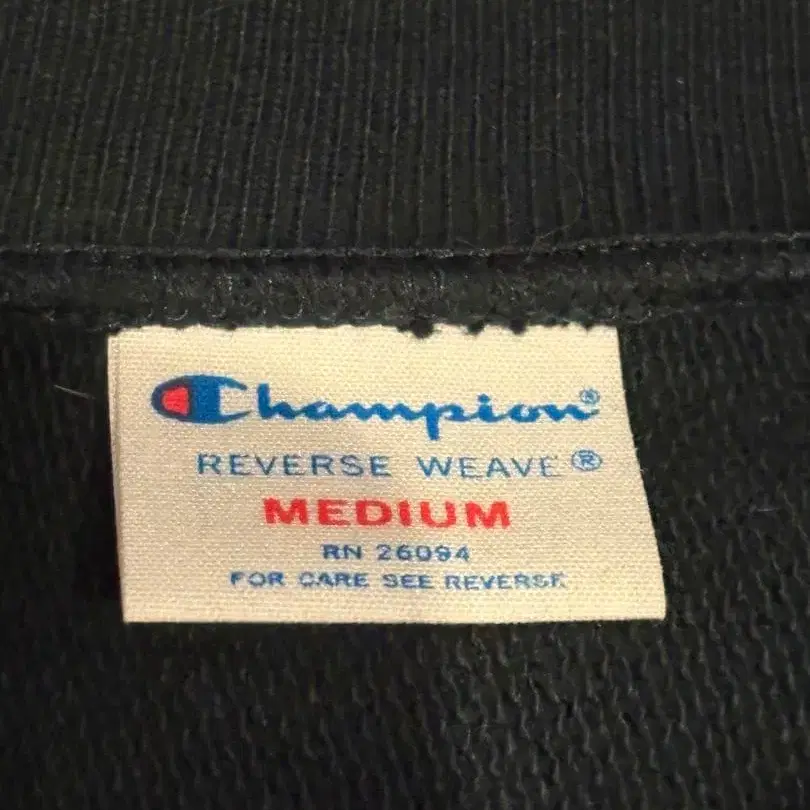 Champion®
REVERSE WEAVE®
MEDIUM
RN 26094
FOR CARE SEE REVERSE